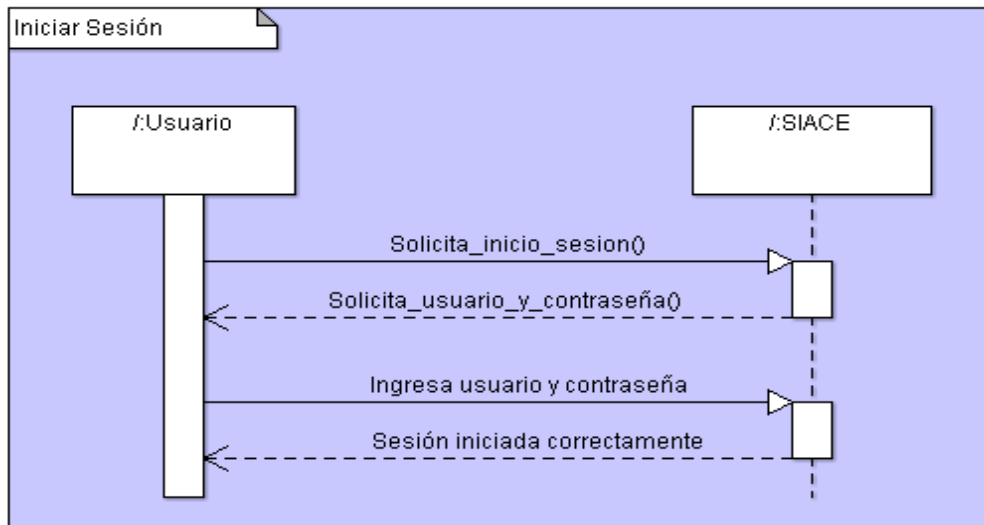 Iniciar Sesión
/:Usuario
/:SIACE
Solicita_inicio_sesion()
Solicita_usuario_y_contraseña()
Ingresa usuario y contraseña
Sesión iniciada correctamente